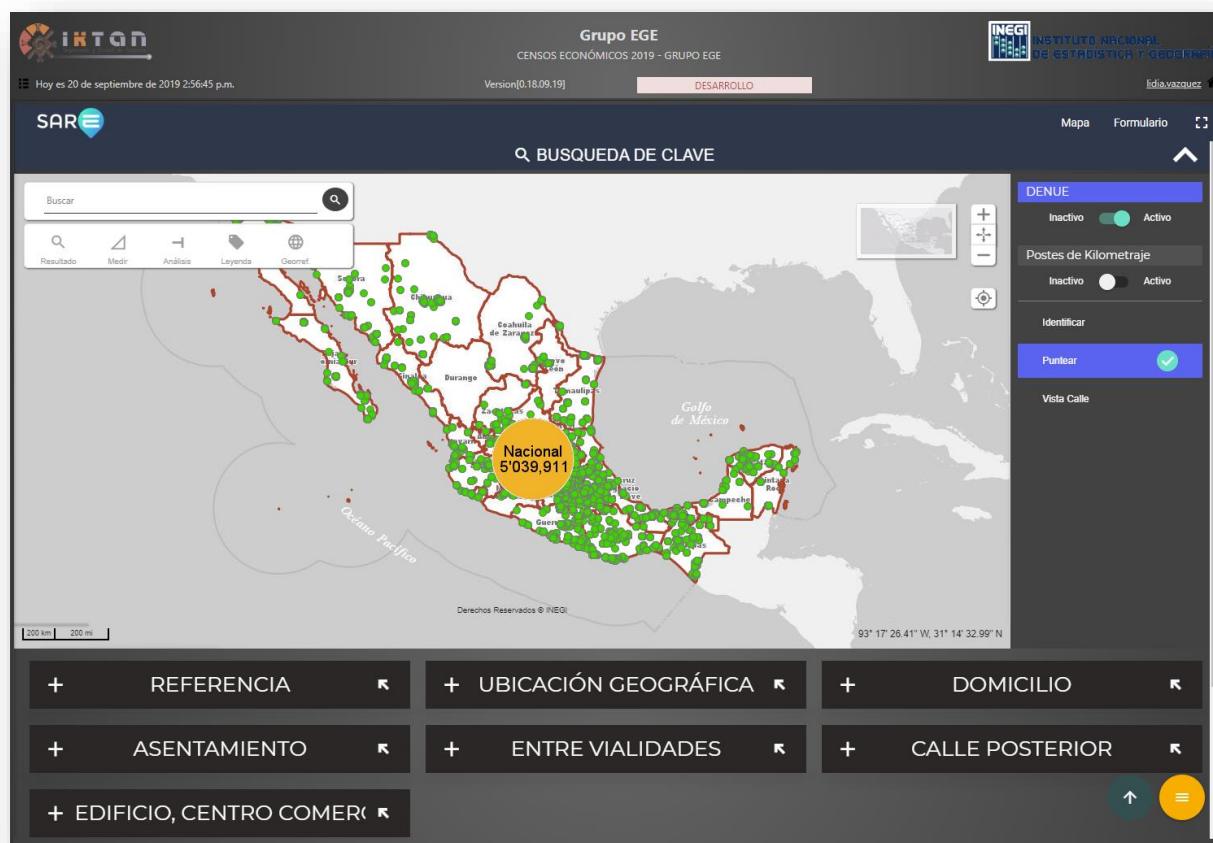 iKTan
Grupo EGE
CENSOS ECONÓMICOS 2019 - GRUPO EGE
INEGI
INSTITUTO NACIONAL
DE ESTADISTICA Y GEOGRAFIA
Hoy es 20 de septiembre de 2019 2:56:45 p.m.
Version[0.18.09.19]
DESARROLLO
lidia.vazquez
SARE
Mapa
Formulario
BUSQUEDA DE CLAVE
Buscar
Resultado
Medir
Análisis
Leyenda
Georref.
DENUE
Inactivo
Activo
Postes de Kilometraje
Inactivo
Activo
Identificar
Puntear
Vista Calle
Chihuahua
Coahuila
de Zaragoza
Durango
Tamaulipas
Golfo
de México
Nacional
5'039,911
Campeche
Océano Pacífico
Derechos Reservados © INEGI
200 km
200 mi
93° 17' 26.41" W, 31° 14' 32.99" N
REFERENCIA
UBICACIÓN GEOGRÁFICA
DOMICILIO
ASENTAMIENTO
ENTRE VIALIDADES
CALLE POSTERIOR
EDIFICIO, CENTRO COMER